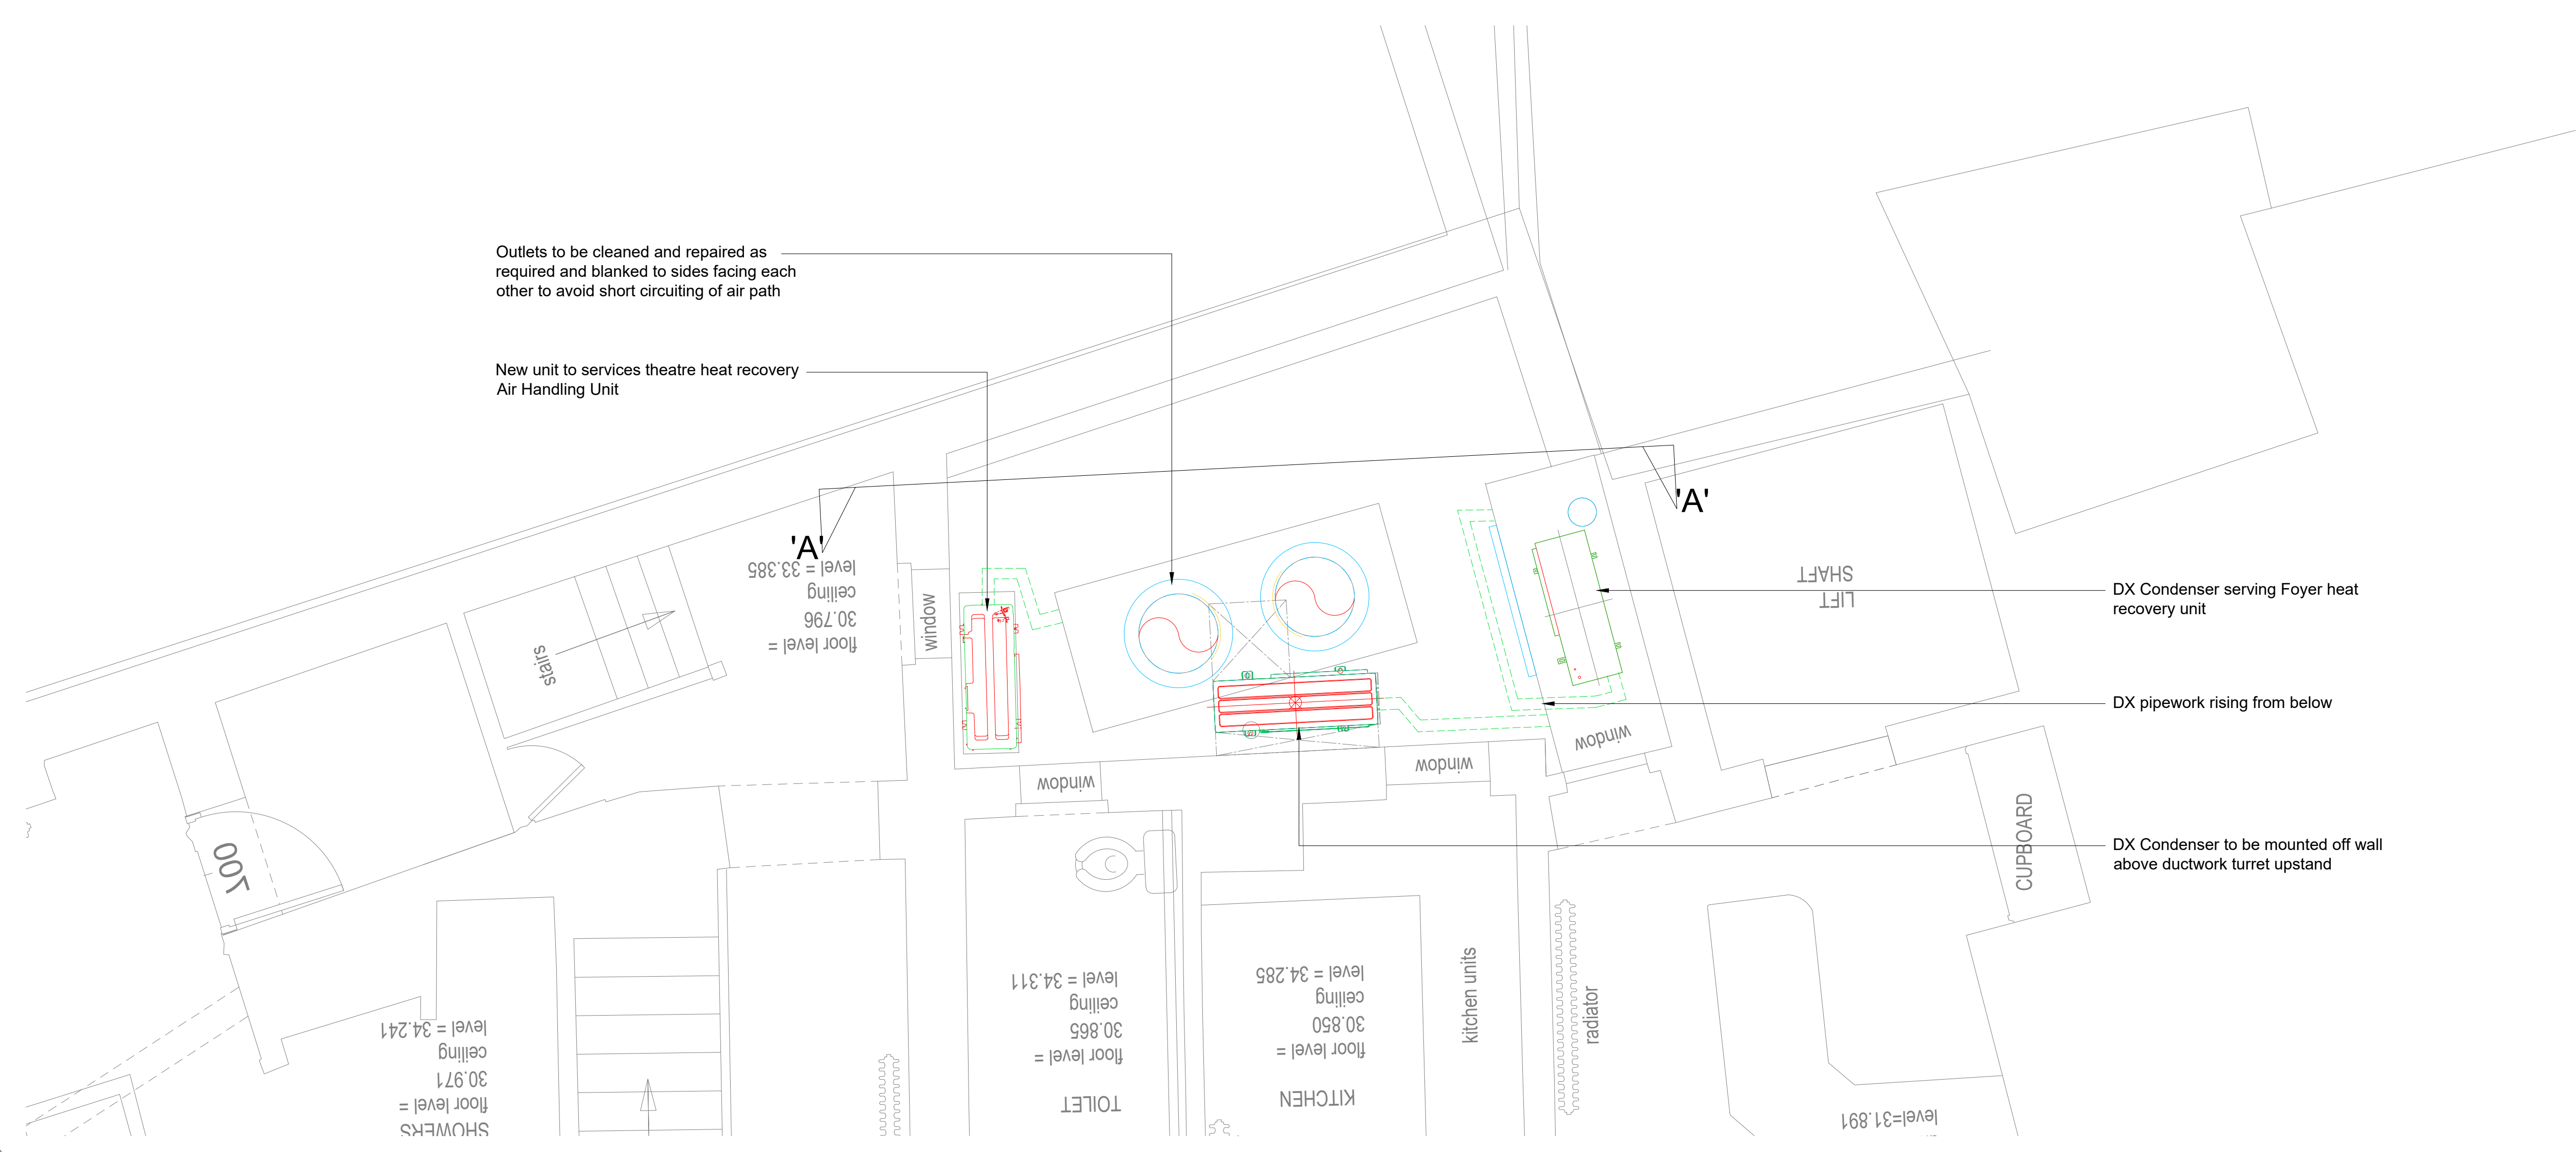 Outlets to be cleaned and repaired as
required and blanked to sides facing each
other to avoid short circuiting of air path
New unit to services theatre heat recovery
Air Handling Unit
'A'
'A'
floor level =
30.796
ceiling
level = 33.385
stairs
window
LIFT
SHAFT
DX Condenser serving Foyer heat
recovery unit
DX pipework rising from below
window
window
window
DX Condenser to be mounted off wall
above ductwork turret upstand
CUPBOARD
007
kitchen units
radiator
SHOWERS
floor level =
30.971
ceiling
level = 34.241
TOILET
floor level =
30.865
ceiling
level = 34.311
KITCHEN
floor level =
30.850
ceiling
level = 34.285
level=31.891